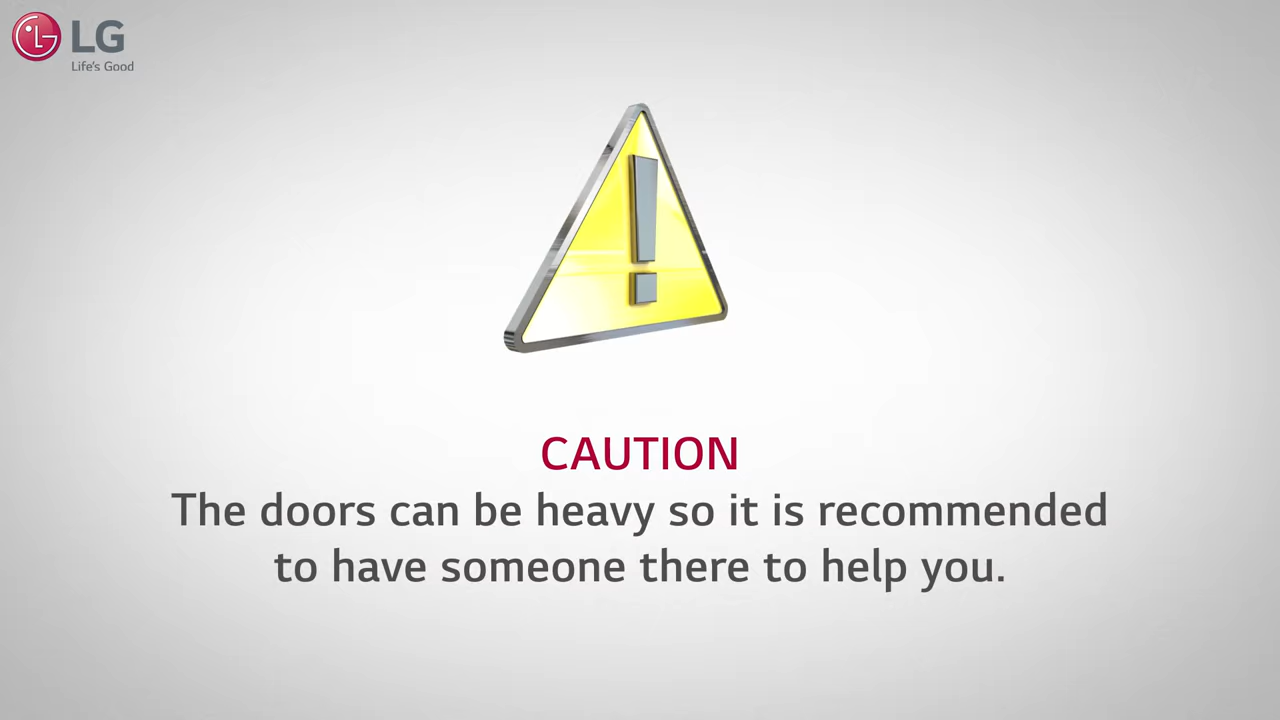 LG
Life's Good
CAUTION
The doors can be heavy so it is recommended
to have someone there to help you.